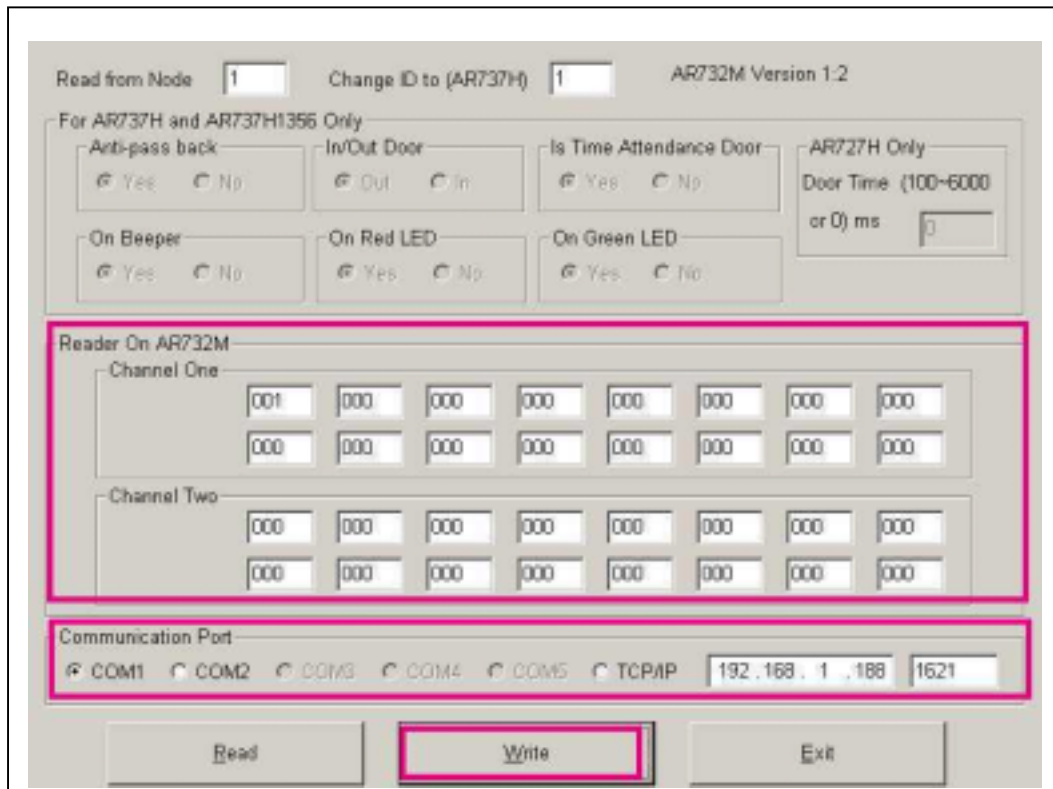 Read from Node 1 Change ID to (AR737H) 1 AR732M Version 1:2
For AR737H and AR737H1356 Only
Anti-pass back In/Out Door Is Time Attendance Door AR727H Only
Yes No Out In Yes No Door Time (100~6000
or 0) ms 0
On Beeper On Red LED On Green LED
Yes No Yes No Yes No
Reader On AR732M
Channel One
001 000 000 000 000 000 000 000
000 000 000 000 000 000 000 000
Channel Two
000 000 000 000 000 000 000 000
000 000 000 000 000 000 000 000
Communication Port
COM1 COM2 COM3 COM4 COM5 TCP/IP 192 . 168 . 1 . 188 1621
Read Write Exit